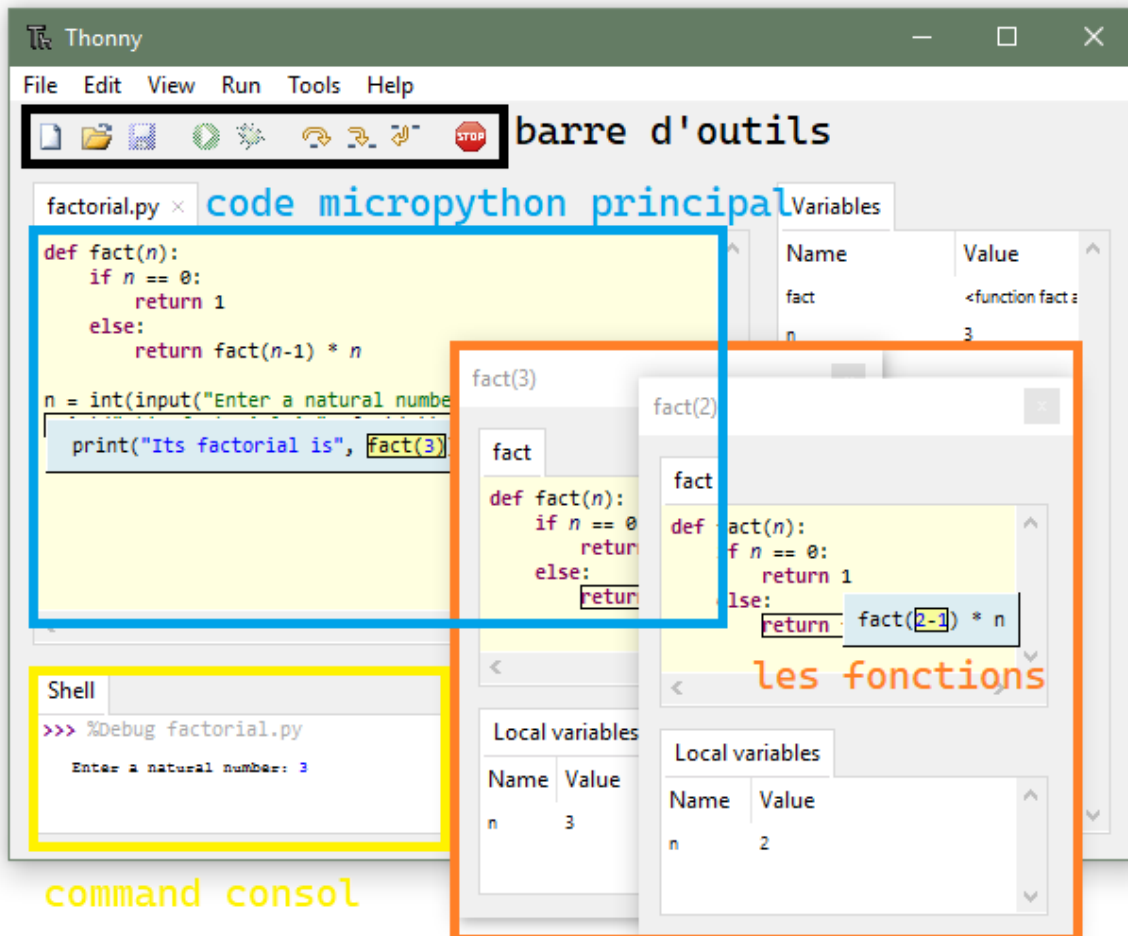 Thonny
File Edit View Run Tools Help
STOP
barre d'outils
factorial.py
code micropython principal
Variables
def fact(n):
    if n == 0:
        return 1
    else:
        return fact(n-1) * n
n = int(input("Enter a natural numbe
print("Its factorial is", fact(3)
Name Value
fact <function fact a
n 3
fact(3)
fact
def fact(n):
    if n == 0
        retur
    else:
        retur
Local variables
Name Value
n 3
fact(2)
fact
def fact(n):
    if n == 0:
        return 1
    else:
        return
fact(2-1) * n
les fonctions
Local variables
Name Value
n 2
Shell
>>> %Debug factorial.py
Enter a natural number: 3
command consol